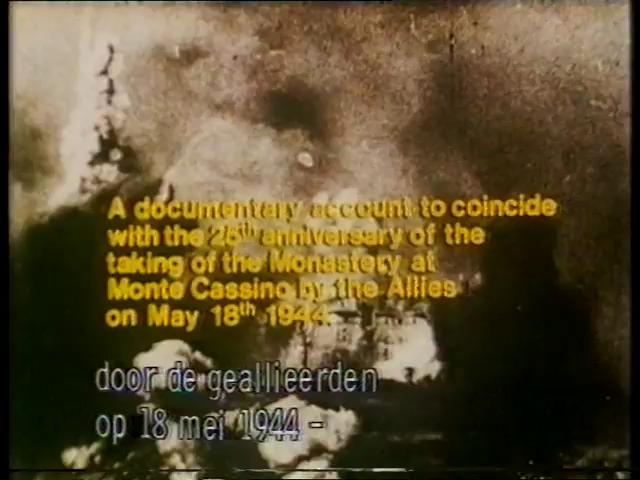 A documentary account to coincide
with the 25th anniversary of the
taking of the Monastery at
Monte Cassino by the Allies
on May 18th 1944.
door de geallieerden
op 18 mei 1944 -